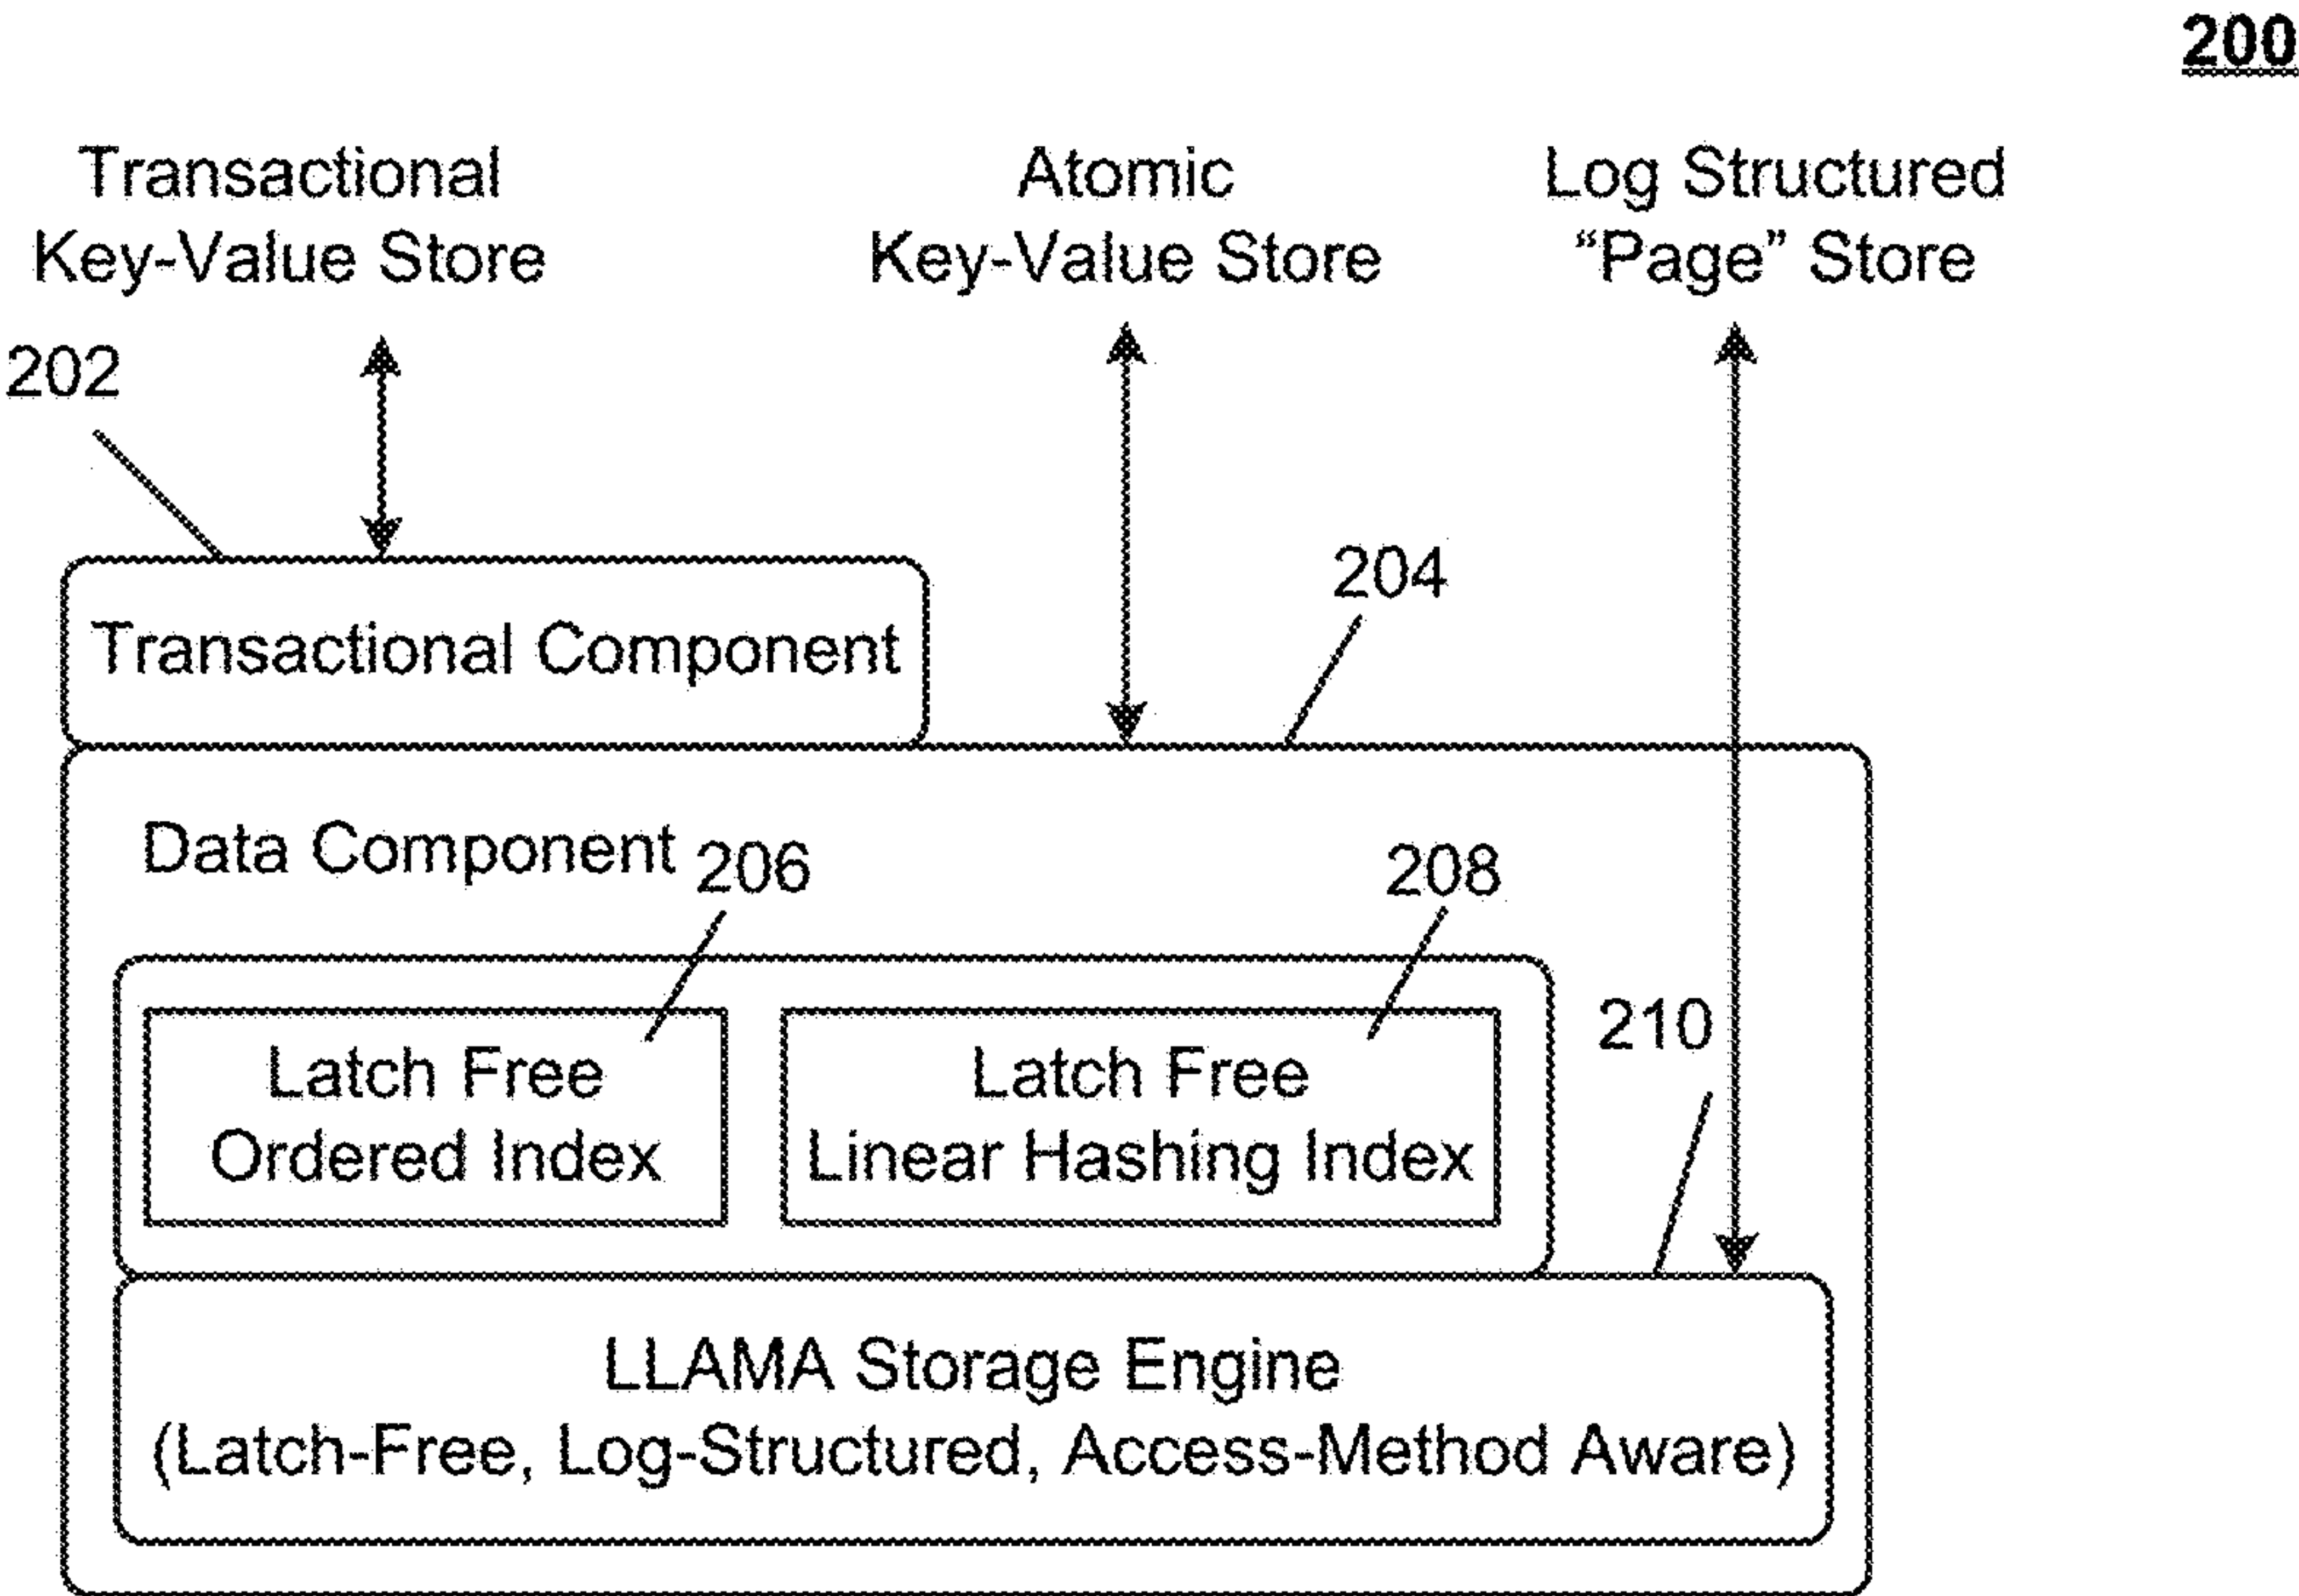 200
Transactional
Key-Value Store
Atomic
Key-Value Store
Log Structured
“Page” Store
202
204
Transactional Component
Data Component
206
208
210
Latch Free
Ordered Index
Latch Free
Linear Hashing Index
LLAMA Storage Engine
(Latch-Free, Log-Structured, Access-Method Aware)